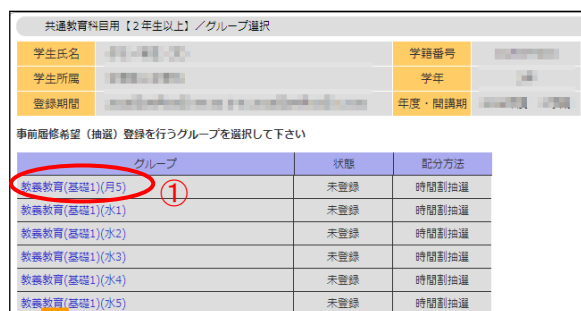 共通教育科目用【２年生以上】／グループ選択
学生氏名 学籍番号
学生所属 学年
登録期間 年度・開講期
事前履修希望（抽選）登録を行うグループを選択して下さい
グループ 状態 配分方法
教養教育(基礎1)(月5) ① 未登録 時間割抽選
教養教育(基礎1)(水1) 未登録 時間割抽選
教養教育(基礎1)(水2) 未登録 時間割抽選
教養教育(基礎1)(水3) 未登録 時間割抽選
教養教育(基礎1)(水4) 未登録 時間割抽選
教養教育(基礎1)(水5) 未登録 時間割抽選